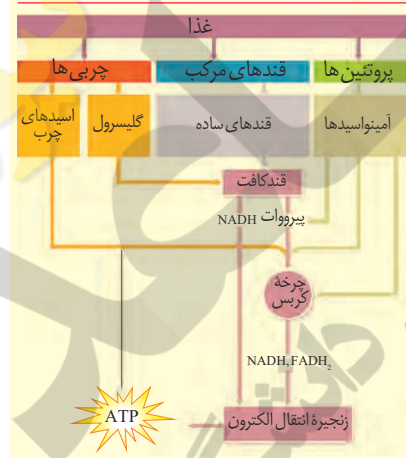 غذا
پروتئین‌ها
قندهای مرکب
چربی‌ها
آمینواسیدها
قندهای ساده
گلیسرول
اسیدهای
چرب
قندکافت
پیرووات NADH
چرخهٔ
کربس
NADH, FADH₂
زنجیرهٔ انتقال الکترون
ATP